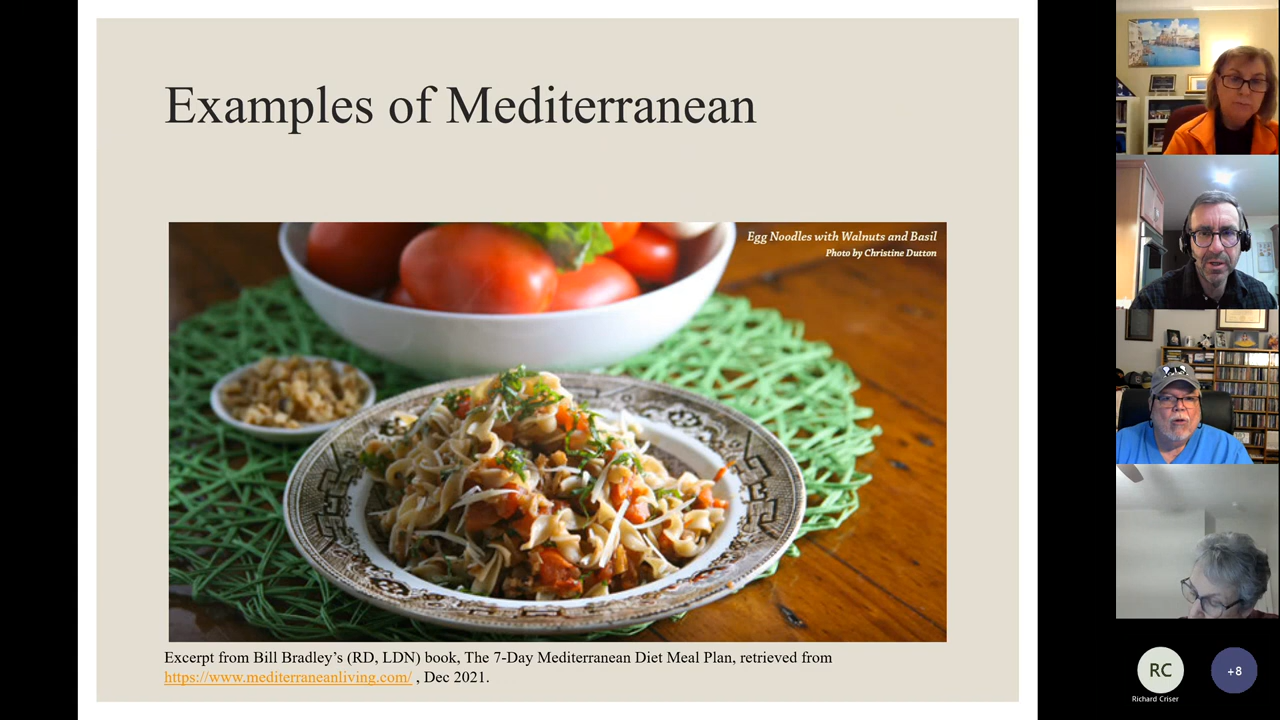 Examples of Mediterranean
Egg Noodles with Walnuts and Basil
Photo by Christine Dutton
Excerpt from Bill Bradley’s (RD, LDN) book, The 7-Day Mediterranean Diet Meal Plan, retrieved from
https://www.mediterraneanliving.com/ , Dec 2021.
RC
+8
Richard Criser